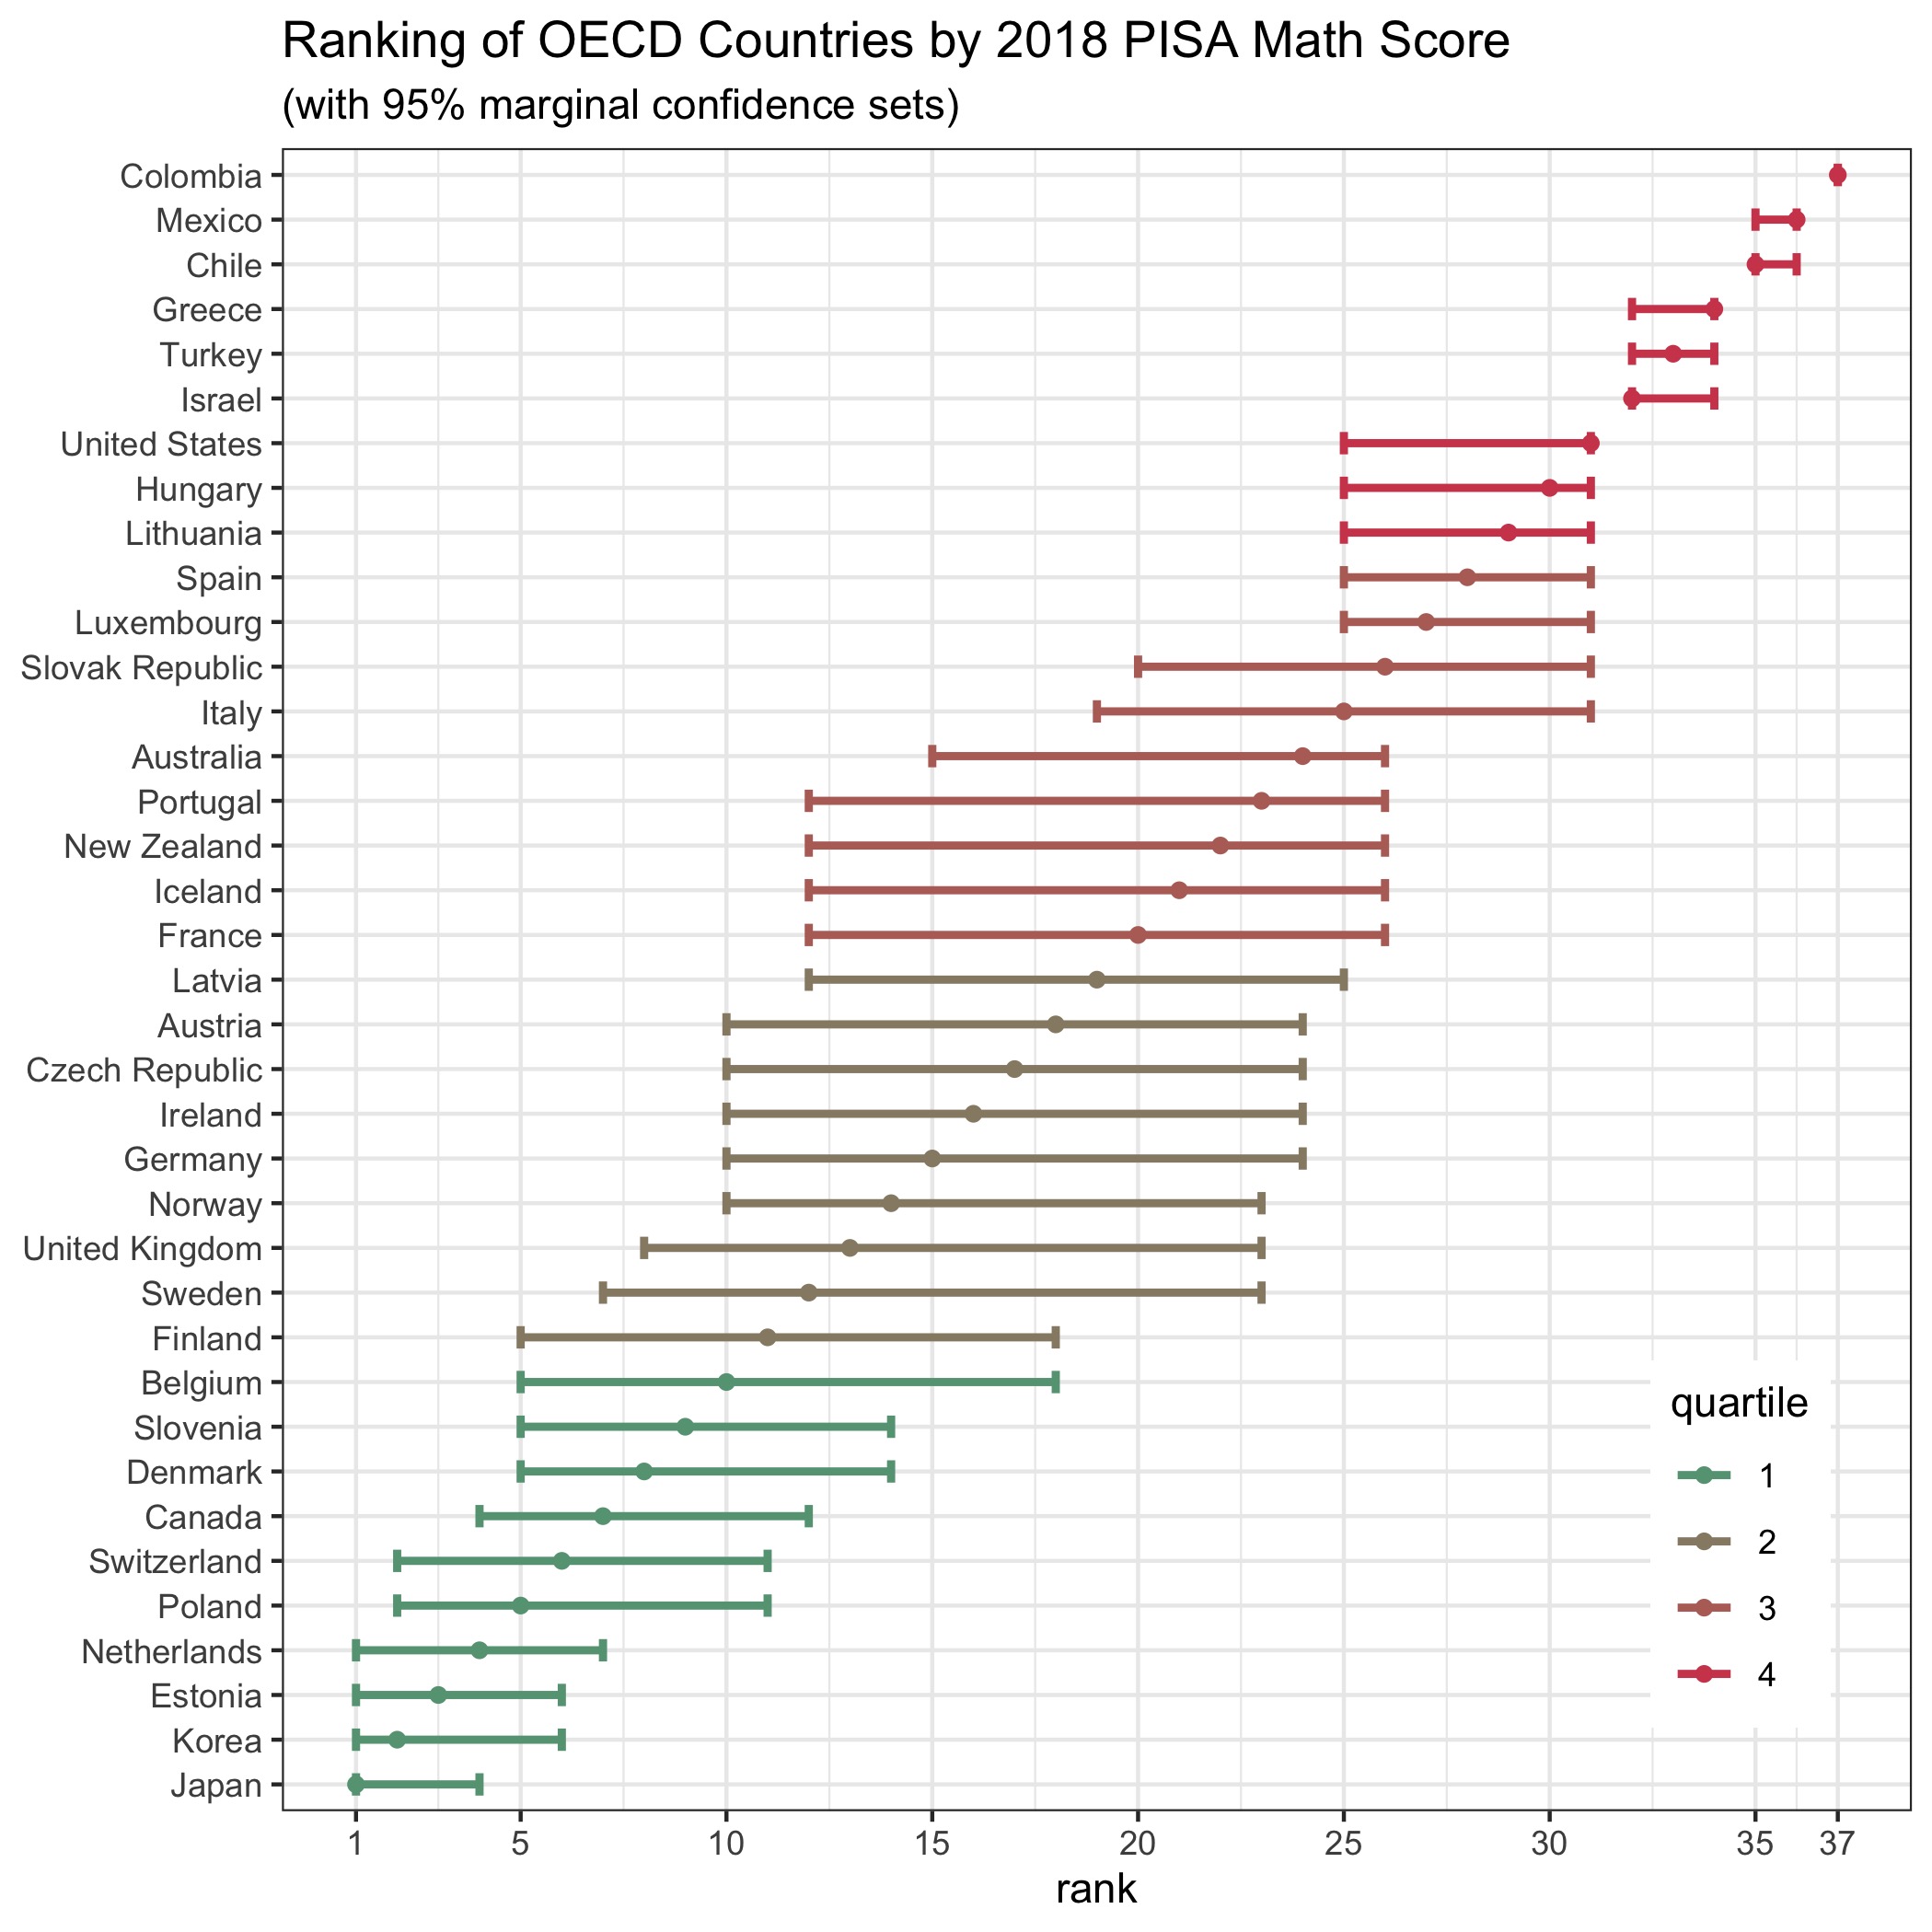 Ranking of OECD Countries by 2018 PISA Math Score
(with 95% marginal confidence sets)
Colombia
Mexico
Chile
Greece
Turkey
Israel
United States
Hungary
Lithuania
Spain
Luxembourg
Slovak Republic
Italy
Australia
Portugal
New Zealand
Iceland
France
Latvia
Austria
Czech Republic
Ireland
Germany
Norway
United Kingdom
Sweden
Finland
Belgium
Slovenia
Denmark
Canada
Switzerland
Poland
Netherlands
Estonia
Korea
Japan
quartile
1
2
3
4
1 5 10 15 20 25 30 35 37
rank